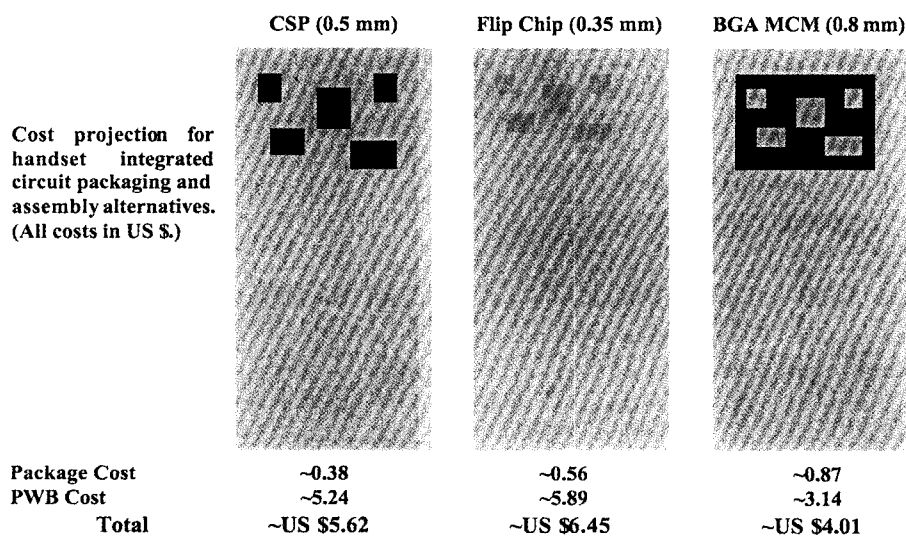 CSP (0.5 mm) Flip Chip (0.35 mm) BGA MCM (0.8 mm)
Cost projection for
handset integrated
circuit packaging and
assembly alternatives.
(All costs in US $.)
Package Cost ~0.38 ~0.56 ~0.87
PWB Cost ~5.24 ~5.89 ~3.14
Total ~US $5.62 ~US $6.45 ~US $4.01